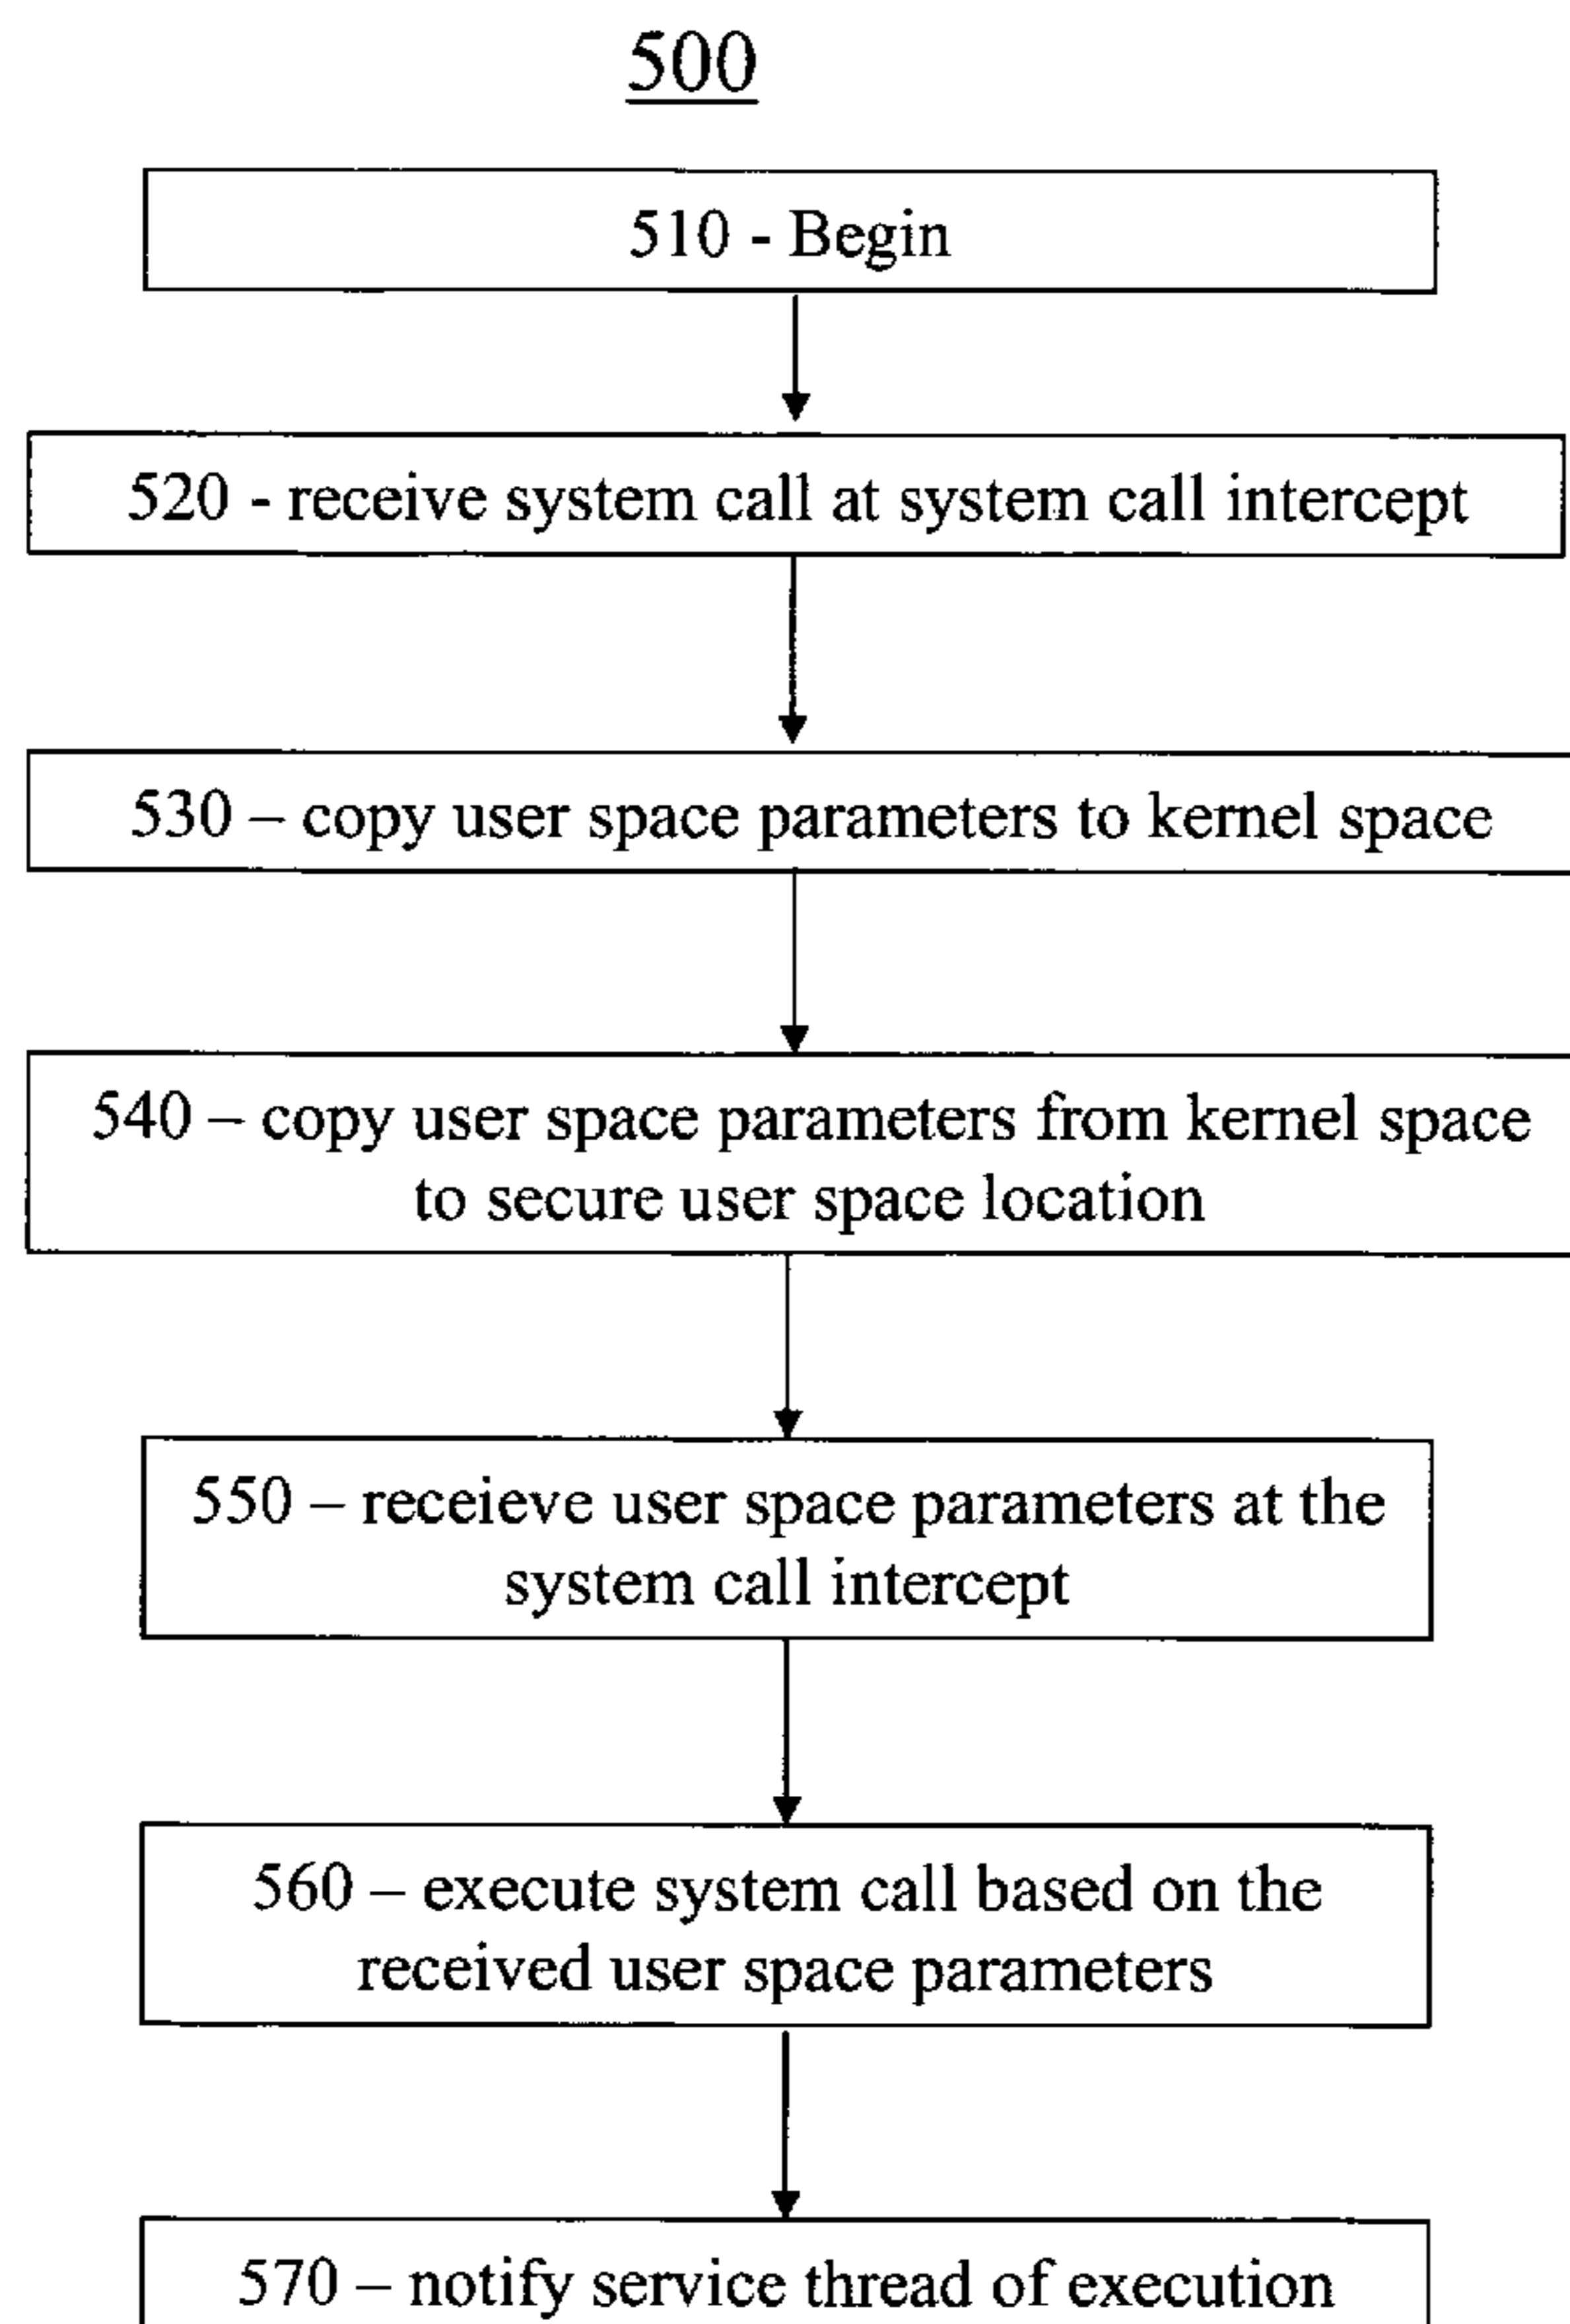 500
510 - Begin
520 - receive system call at system call intercept
530 – copy user space parameters to kernel space
540 – copy user space parameters from kernel space
to secure user space location
550 – receieve user space parameters at the
system call intercept
560 – execute system call based on the
received user space parameters
570 – notify service thread of execution